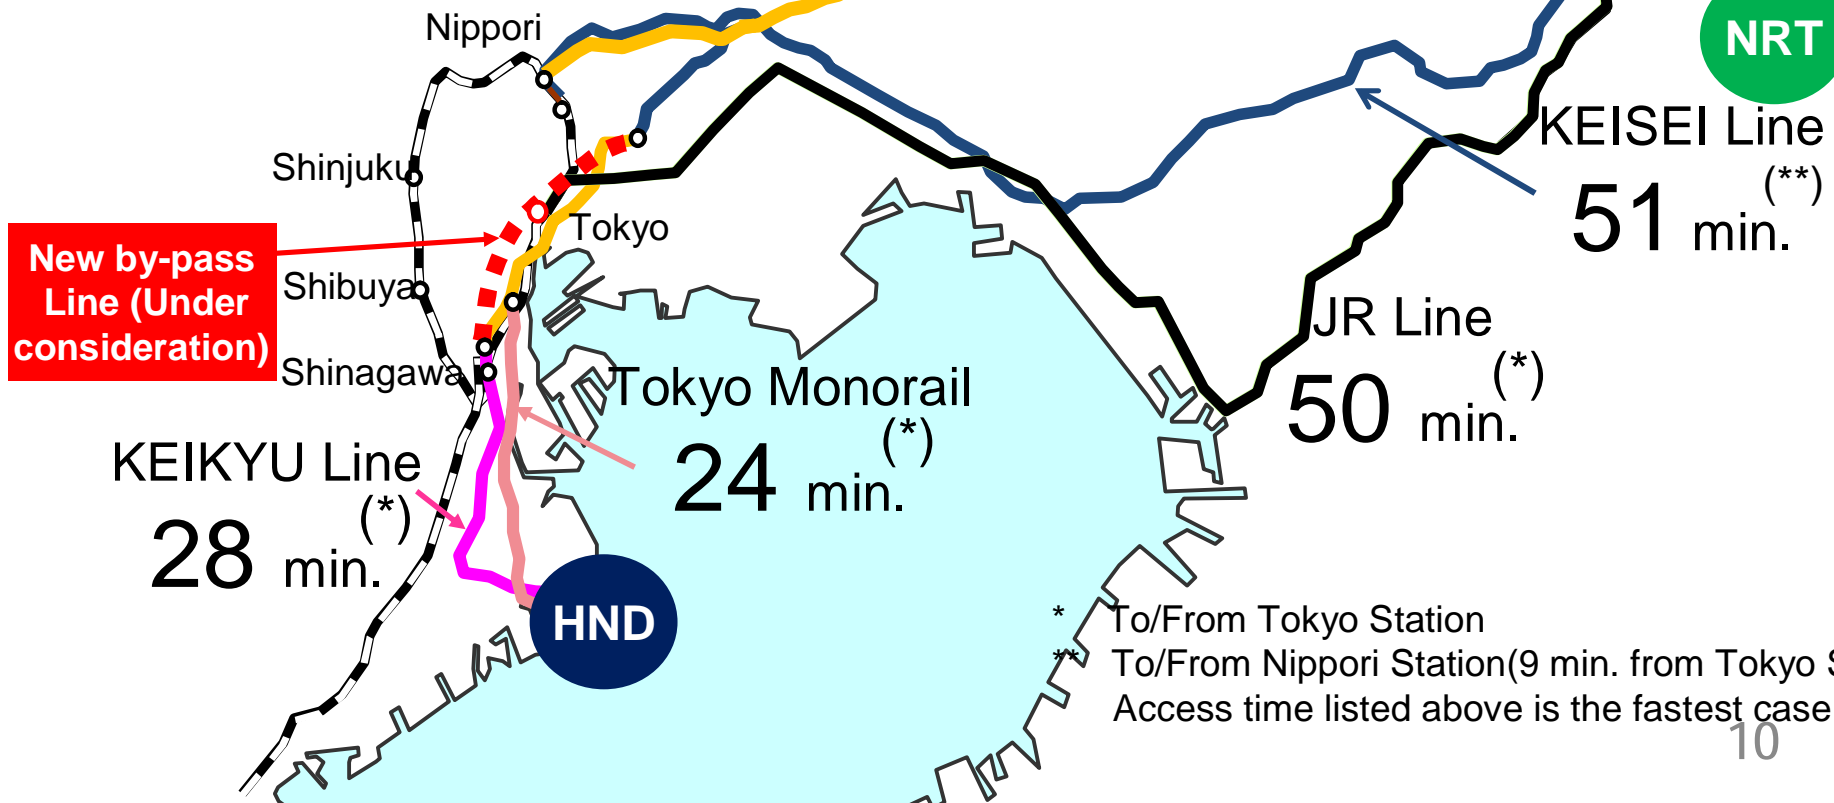 Nippori
NRT
KEISEI Line
(**)
51 min.
Shinjuku
Tokyo
New by-pass
Line (Under
consideration)
Shibuya
JR Line
(*)
50 min.
Shinagawa
Tokyo Monorail
(*)
24 min.
KEIKYU Line
(*)
28 min.
HND
* To/From Tokyo Station
** To/From Nippori Station(9 min. from Tokyo
Access time listed above is the fastest case
10